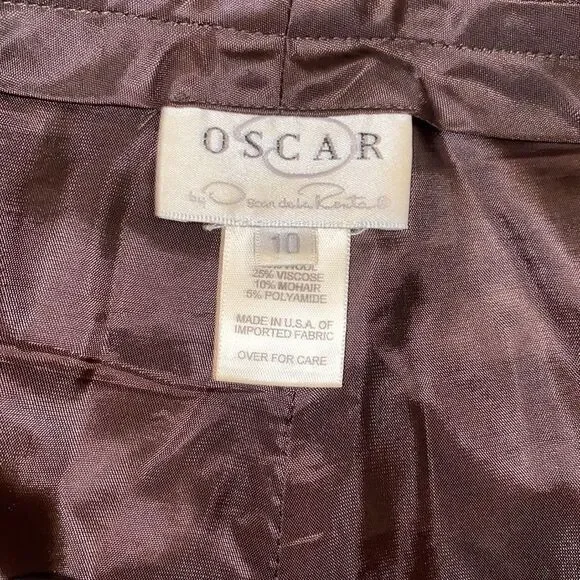 OSCAR
by Oscar de la Renta ®
10
WOOL
25% VISCOSE
10% MOHAIR
5% POLYAMIDE
MADE IN U.S.A. OF
IMPORTED FABRIC
OVER FOR CARE